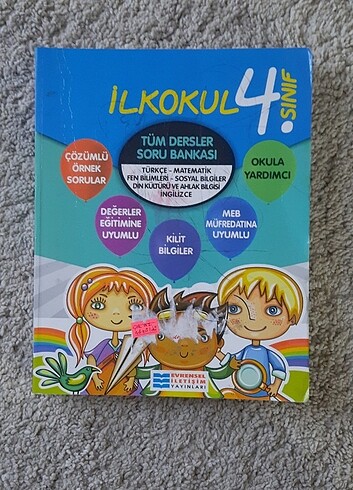 İLKOKUL 4. SINIF
TÜM DERSLER
SORU BANKASI
TÜRKÇE - MATEMATİK
FEN BİLİMLERİ - SOSYAL BİLGİLER
DİN KÜLTÜRÜ VE AHLAK BİLGİSİ
İNGİLİZCE
ÇÖZÜMLÜ
ÖRNEK
SORULAR
OKULA
YARDIMCI
DEĞERLER
EĞİTİMİNE
UYUMLU
KİLİT
BİLGİLER
MEB
MÜFREDATINA
UYUMLU
EVRENSEL
İLETİŞİM
YAYINLARI